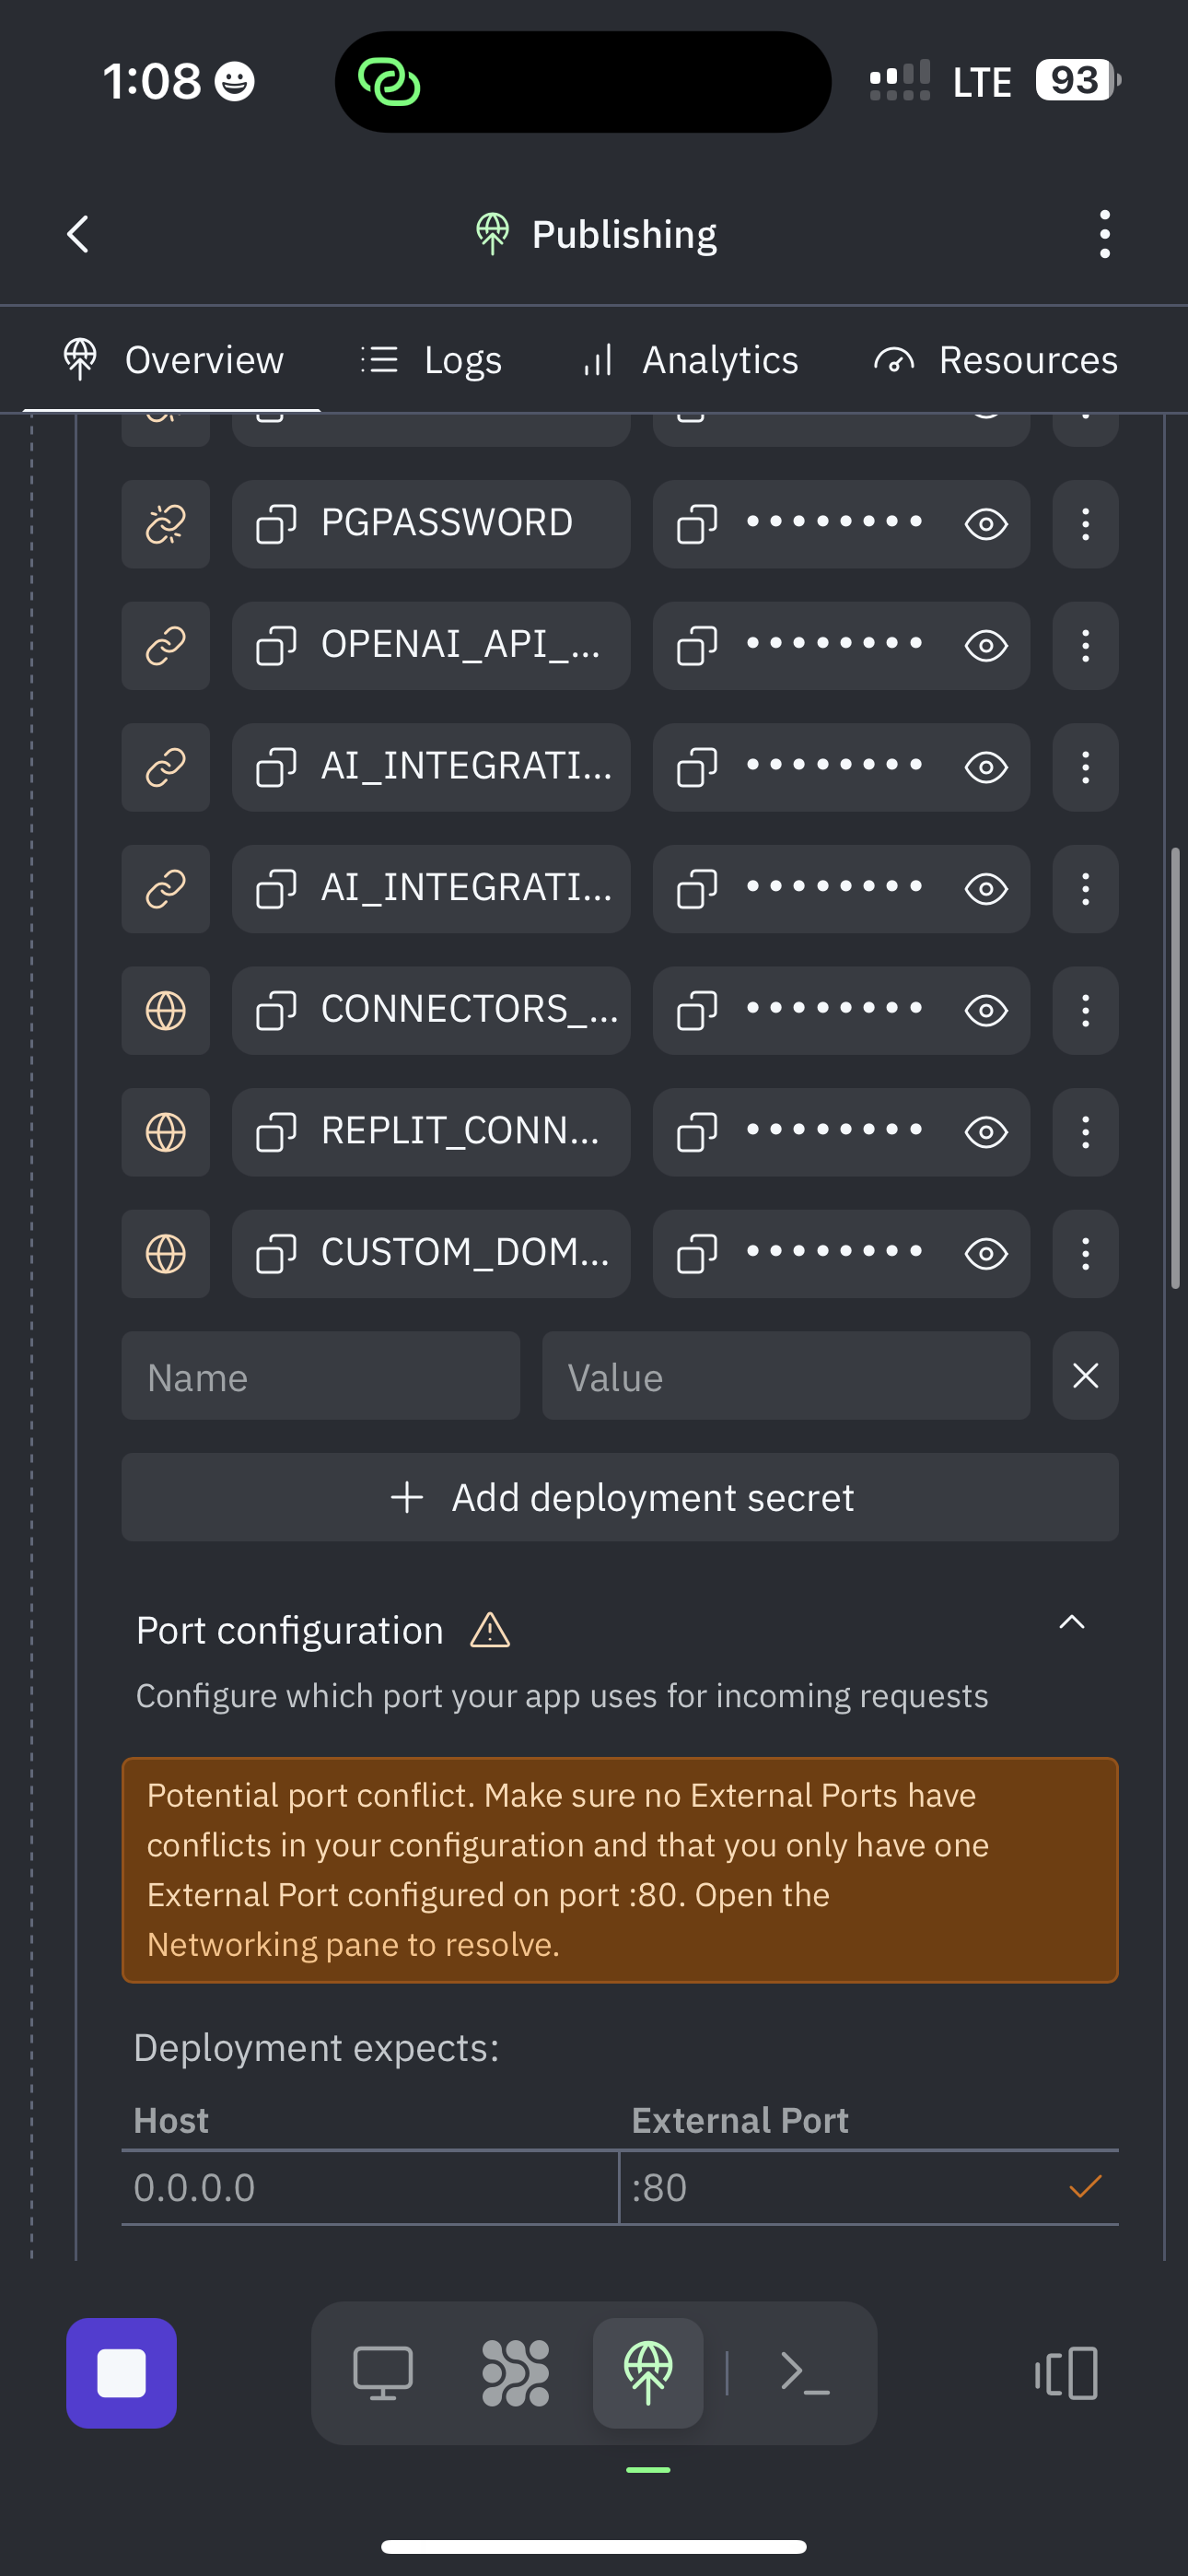 1:08
LTE
93
Publishing
Overview
Logs
Analytics
Resources
PGPASSWORD
••••••••
OPENAI_API_...
••••••••
AI_INTEGRATI...
••••••••
AI_INTEGRATI...
••••••••
CONNECTORS_...
••••••••
REPLIT_CONN...
••••••••
CUSTOM_DOM...
••••••••
Name
Value
Add deployment secret
Port configuration
Configure which port your app uses for incoming requests
Potential port conflict. Make sure no External Ports have
conflicts in your configuration and that you only have one
External Port configured on port :80. Open the
Networking pane to resolve.
Deployment expects:
Host
External Port
0.0.0.0
:80